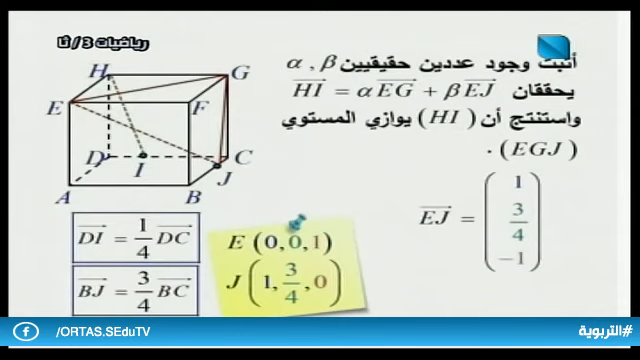 رياضيات 3/ ثا
أثبت وجود عددين حقيقيين α , β
يحققان HI = αEG + βEJ
واستنتج أن (HI) يوازي المستوي
(EGJ) .
H
G
E
F
D
I
C
J
A
B
EJ = ( 1 3/4 −1 )
DI = 1/4 DC
BJ = 3/4 BC
E (0,0,1)
J (1, 3/4, 0)
/ORTAS.SEduTV
#التربوية